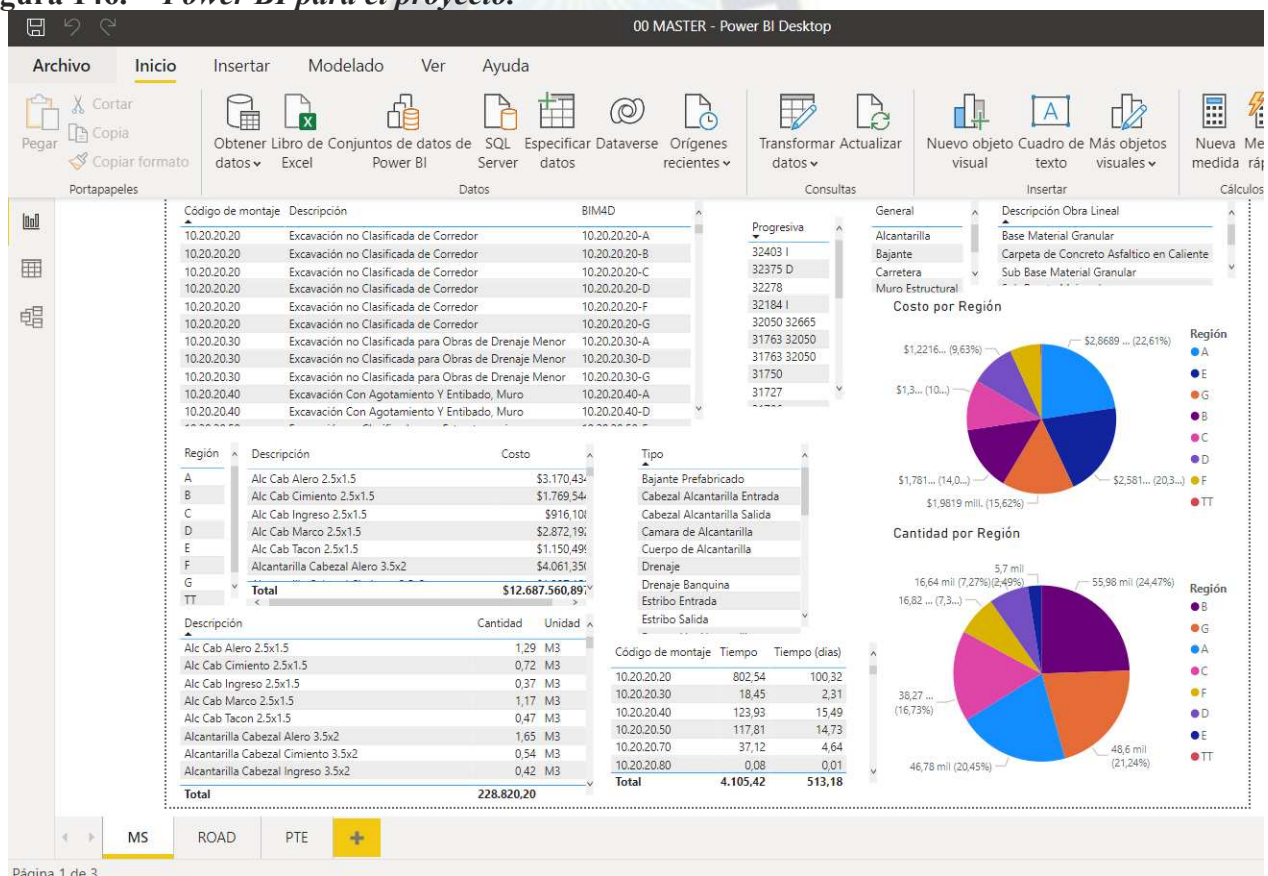 gura 146. Power BI para el proyecto.
00 MASTER - Power BI Desktop
Archivo Inicio Insertar Modelado Ver Ayuda
Pegar
Cortar
Copia
Copiar formato
Portapapeles
Obtener datos
Libro de Excel
Conjuntos de datos de Power BI
SQL Server
Especificar datos
Dataverse
Orígenes recientes
Datos
Transformar datos
Actualizar
Consultas
Nuevo objeto visual
Cuadro de texto
Más objetos visuales
Insertar
Nueva medida
Me ráp
Cálculos
Código de montaje Descripción BIM4D
10.20.20.20 Excavación no Clasificada de Corredor 10.20.20.20-A
10.20.20.20 Excavación no Clasificada de Corredor 10.20.20.20-B
10.20.20.20 Excavación no Clasificada de Corredor 10.20.20.20-C
10.20.20.20 Excavación no Clasificada de Corredor 10.20.20.20-D
10.20.20.20 Excavación no Clasificada de Corredor 10.20.20.20-F
10.20.20.20 Excavación no Clasificada de Corredor 10.20.20.20-G
10.20.20.30 Excavación no Clasificada para Obras de Drenaje Menor 10.20.20.30-A
10.20.20.30 Excavación no Clasificada para Obras de Drenaje Menor 10.20.20.30-D
10.20.20.30 Excavación no Clasificada para Obras de Drenaje Menor 10.20.20.30-G
10.20.20.40 Excavación Con Agotamiento Y Entibado, Muro 10.20.20.40-A
10.20.20.40 Excavación Con Agotamiento Y Entibado, Muro 10.20.20.40-D
Progresiva
32403 I
32375 D
32278
32184 I
32050 32665
31763 32050
31763 32050
31750
31727
General
Alcantarilla
Bajante
Carretera
Muro Estructural
Descripción Obra Lineal
Base Material Granular
Carpeta de Concreto Asfaltico en Caliente
Sub Base Material Granular
Costo por Región
$1,2216... (9,63%)
$2,8689 ... (22,61%)
$1,3... (10...)
$1,781... (14,0...)
$2,581... (20,3...)
$1,9819 mill. (15,62%)
Región
A
E
G
B
C
D
F
TT
Región
A
B
C
D
E
F
G
TT
Descripción Costo
Alc Cab Alero 2.5x1.5 $3.170,434
Alc Cab Cimiento 2.5x1.5 $1.769,544
Alc Cab Ingreso 2.5x1.5 $916,108
Alc Cab Marco 2.5x1.5 $2.872,192
Alc Cab Tacon 2.5x1.5 $1.150,499
Alcantarilla Cabezal Alero 3.5x2 $4.061,350
Total $12.687.560,897
Tipo
Bajante Prefabricado
Cabezal Alcantarilla Entrada
Cabezal Alcantarilla Salida
Camara de Alcantarilla
Cuerpo de Alcantarilla
Drenaje
Drenaje Banquina
Estribo Entrada
Estribo Salida
Cantidad por Región
5,7 mil
(2,49%)
16,64 mil (7,27%)
55,98 mil (24,47%)
16,82 ... (7,3...)
38,27 ...
(16,73%)
48,6 mil
(21,24%)
46,78 mil (20,45%)
Región
B
G
A
C
F
D
E
TT
Descripción Cantidad Unidad
Alc Cab Alero 2.5x1.5 1,29 M3
Alc Cab Cimiento 2.5x1.5 0,72 M3
Alc Cab Ingreso 2.5x1.5 0,37 M3
Alc Cab Marco 2.5x1.5 1,17 M3
Alc Cab Tacon 2.5x1.5 0,47 M3
Alcantarilla Cabezal Alero 3.5x2 1,65 M3
Alcantarilla Cabezal Cimiento 3.5x2 0,54 M3
Alcantarilla Cabezal Ingreso 3.5x2 0,42 M3
Total 228.820,20
Código de montaje Tiempo Tiempo (días)
10.20.20.20 802,54 100,32
10.20.20.30 18,45 2,31
10.20.20.40 123,93 15,49
10.20.20.50 117,81 14,73
10.20.20.70 37,12 4,64
10.20.20.80 0,08 0,01
Total 4.105,42 513,18
MS ROAD PTE +
Página 1 de 3